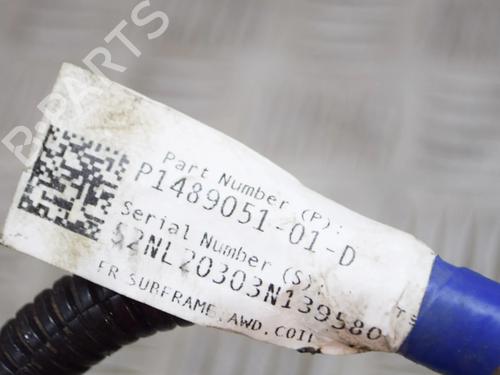 B-PARTS
Part Number (P):
P1489051-01-D
Serial Number (S):
S2NL20303N139580
FR.SUBFRAME.AWD.COIL